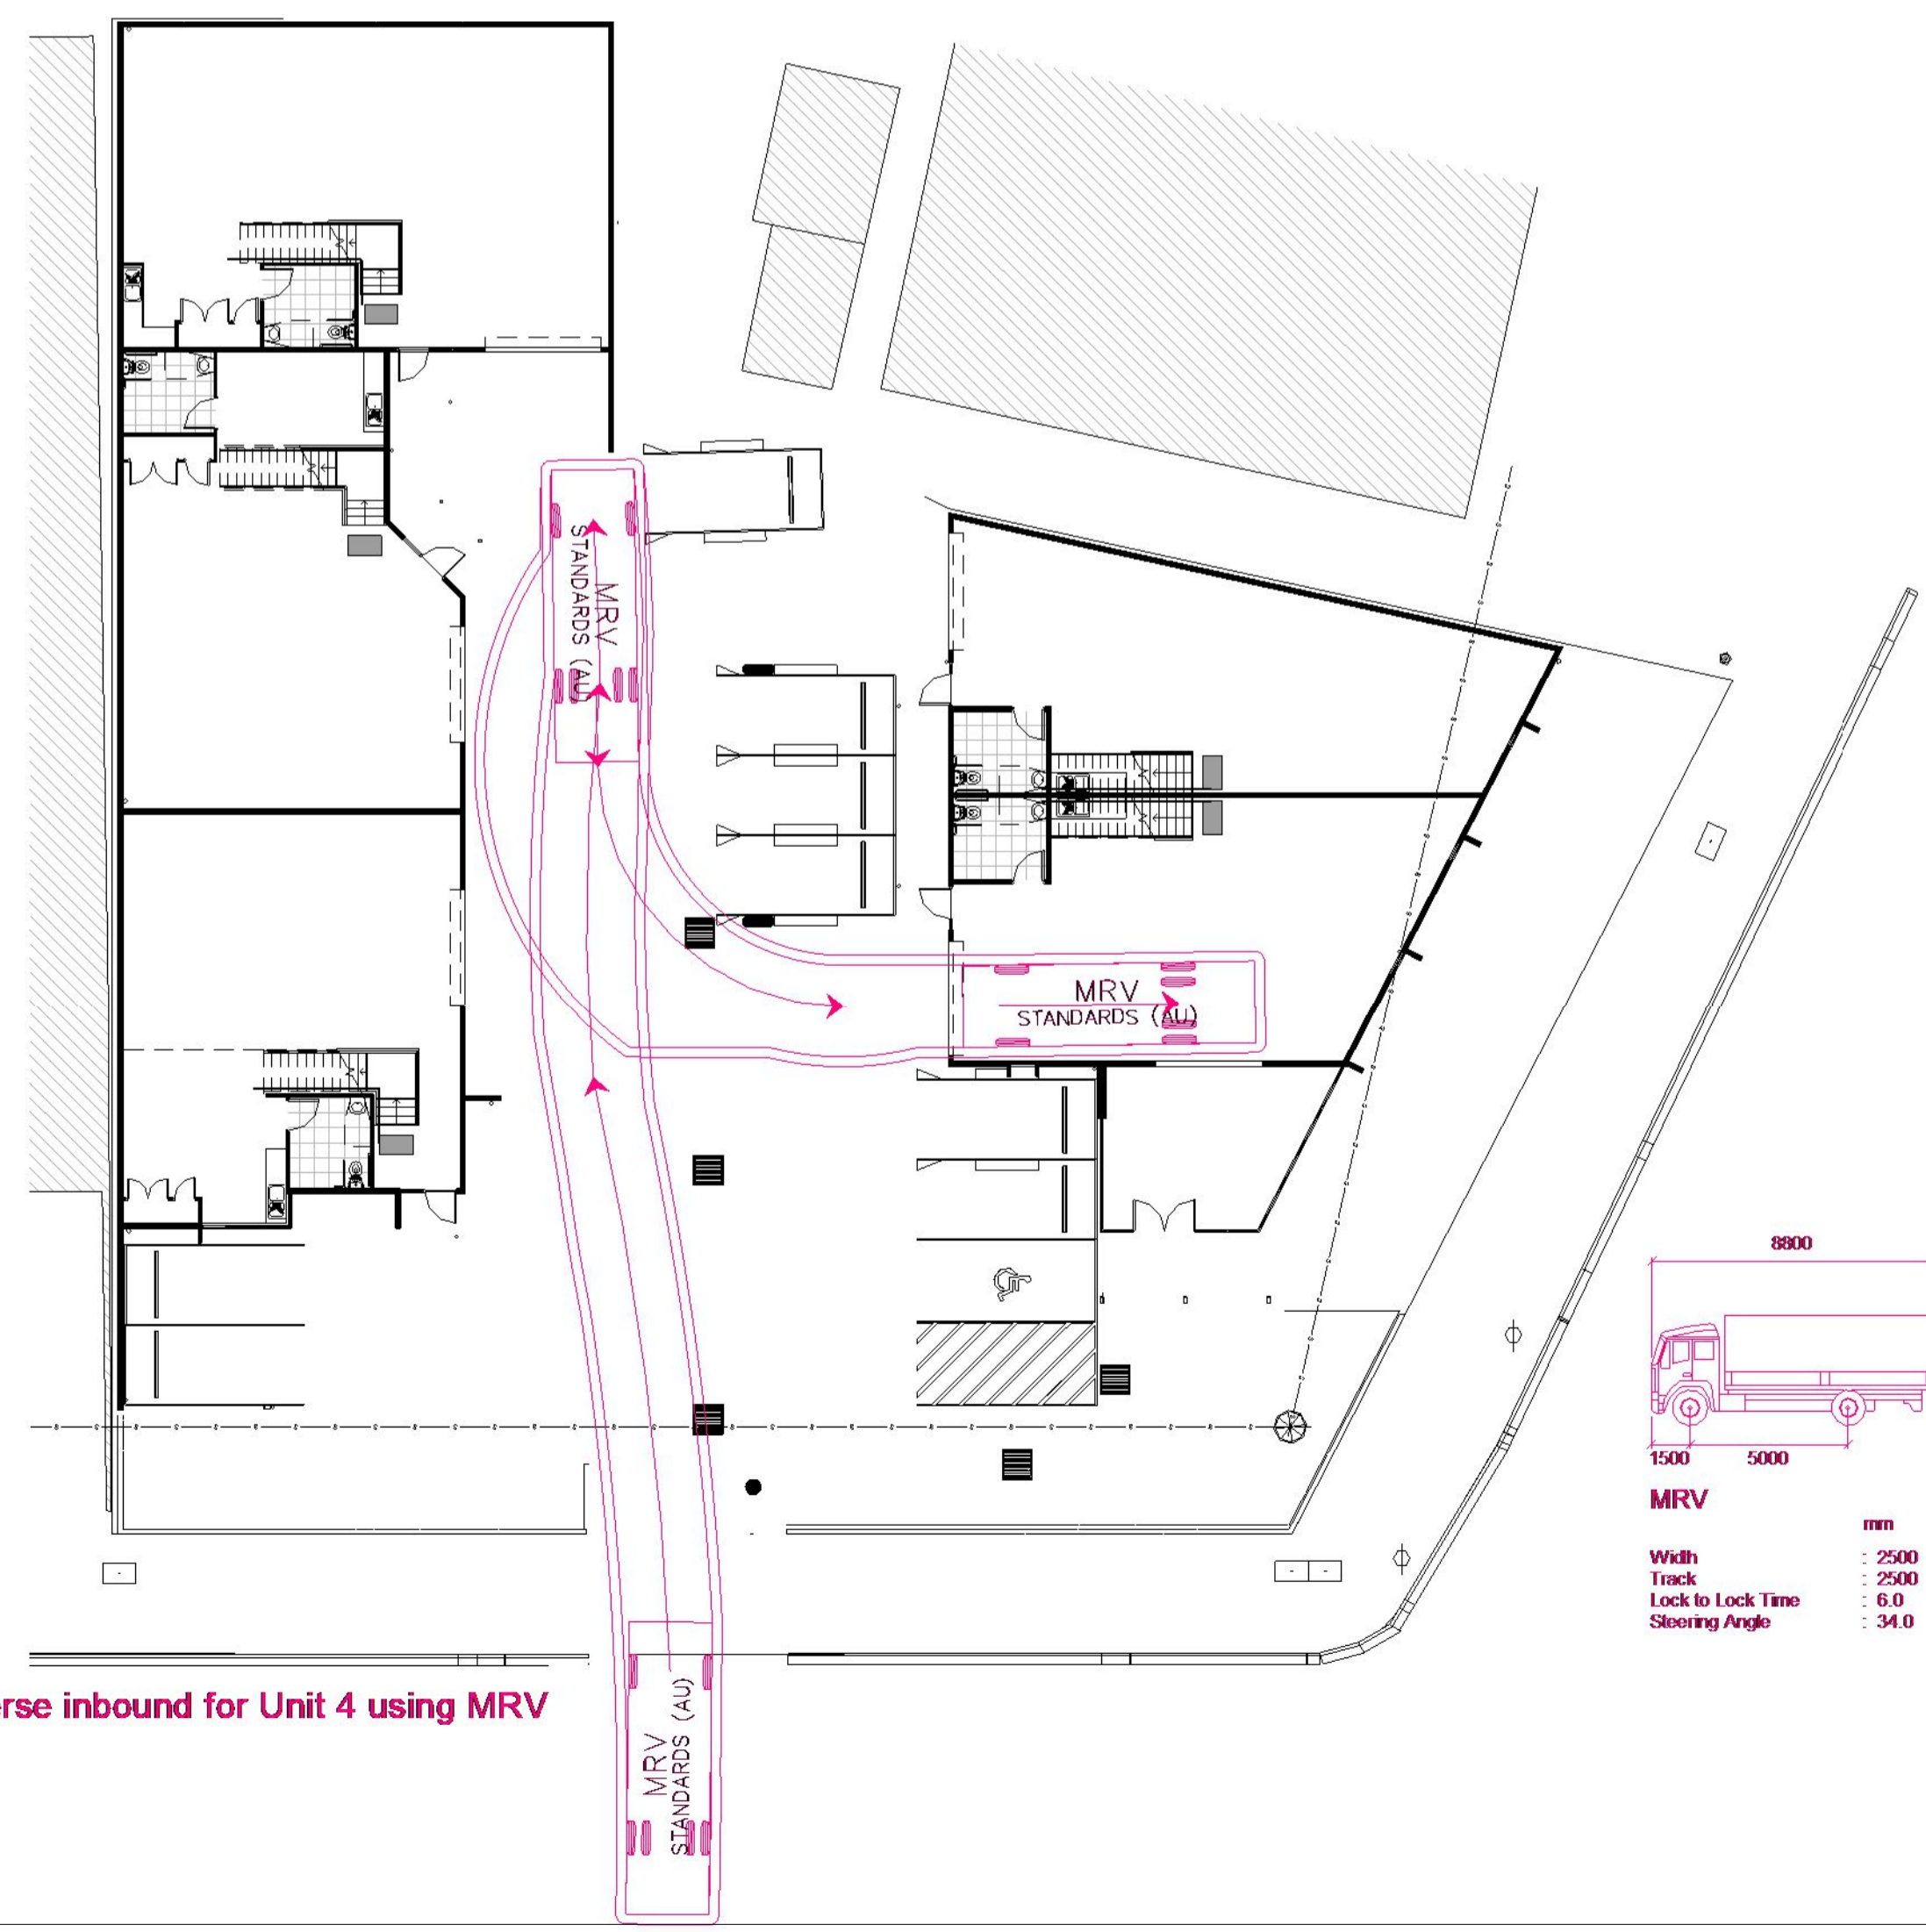 STANDARDS (AU)
MRV
MRV
STANDARDS (AU)
8800
1500 5000
MRV
mm
Width : 2500
Track : 2500
Lock to Lock Time : 6.0
Steering Angle : 34.0
erse inbound for Unit 4 using MRV
MRV
STANDARDS (AU)